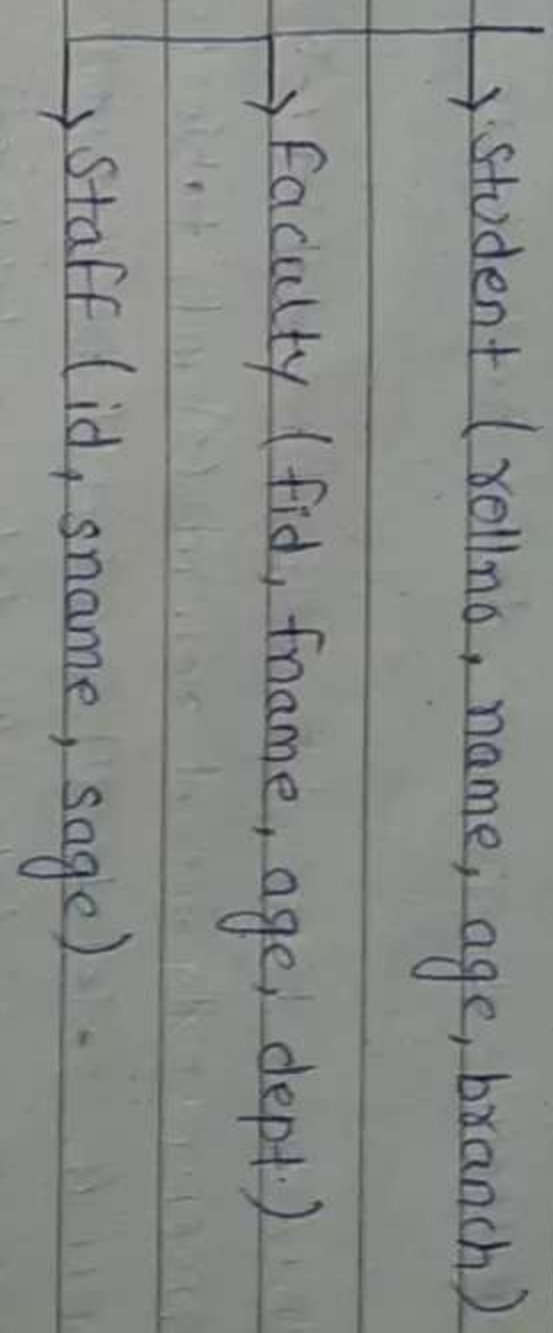 → Student (rollno, name, age, branch)
→ Faculty (fid, fname, age, dept.)
→ Staff (id, sname, sage)